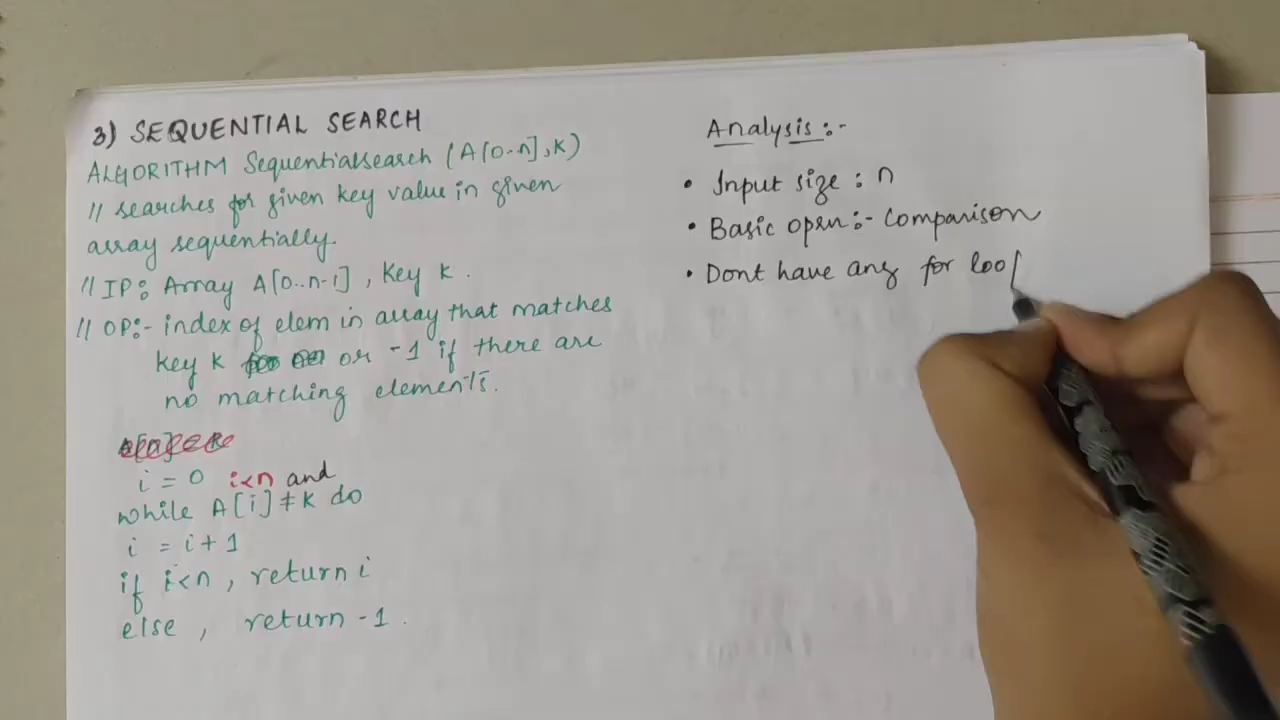 3) SEQUENTIAL SEARCH
ALGORITHM Sequentialsearch (A[0-n], K)
// searches for given key value in given
array sequentially.
// IP: Array A[0..n-1], Key k.
// OP:- index of elem in array that matches
key k or -1 if there are
no matching elements.
i = 0 i<n and
while A[i] ≠ K do
i = i+1
if i<n, return i
else, return -1.
Analysis:-
• Input size : n
• Basic opern:- Comparison
• Dont have any for loo